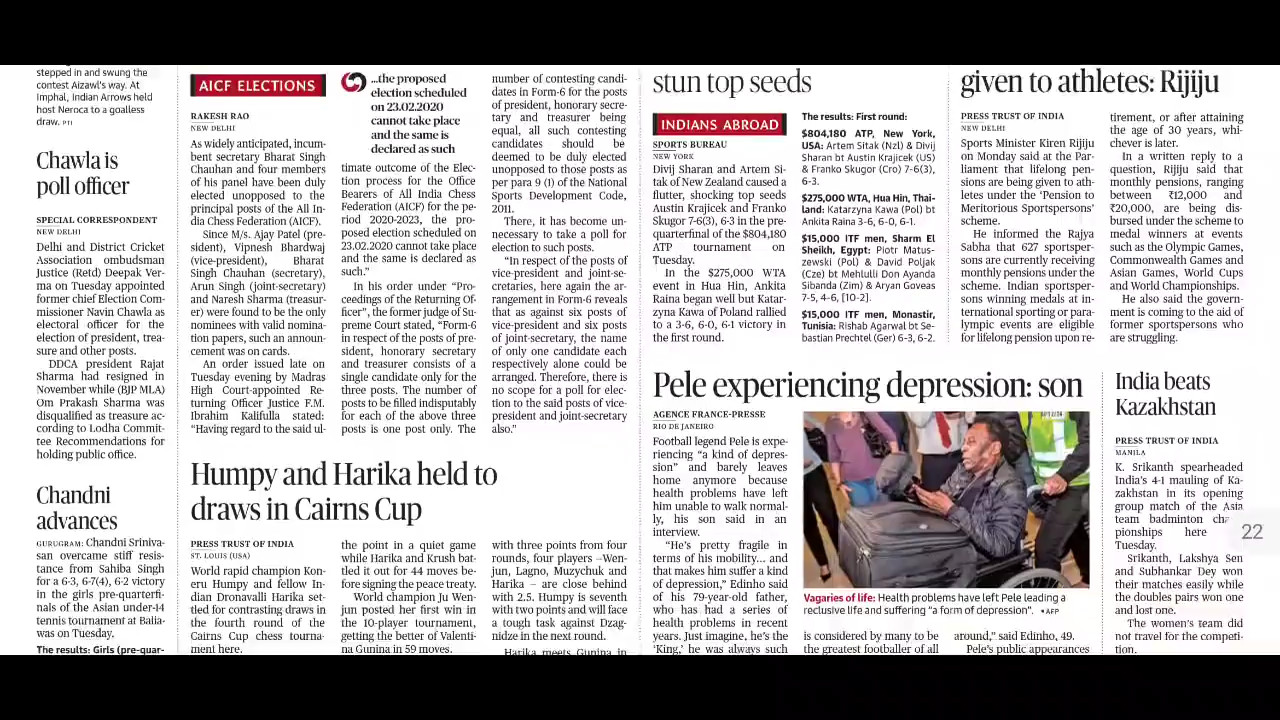 stepped in and swung the
contest Aizawl's way. At
Imphal, Indian Arrows held
host Neroca to a goalless
draw. PTI
Chawla is
poll officer
SPECIAL CORRESPONDENT
NEW DELHI
Delhi and District Cricket
Association ombudsman
Justice (Retd) Deepak Ver-
ma on Tuesday appointed
former chief Election Com-
missioner Navin Chawla as
electoral officer for the
election of president, trea-
sure and other posts.
DDCA president Rajat
Sharma had resigned in
November while (BJP MLA)
Om Prakash Sharma was
disqualified as treasure ac-
cording to Lodha Commit-
tee Recommendations for
holding public office.
Chandni
advances
GURUGRAM: Chandni Sriniva-
san overcame stiff resis-
tance from Sahiba Singh
for a 6-3, 6-7(4), 6-2 victory
in the girls pre-quarterfi-
nals of the Asian under-14
tennis tournament at Balia-
was on Tuesday.
The results: Girls (pre-quar-
AICF ELECTIONS
RAKESH RAO
NEW DELHI
As widely anticipated, incum-
bent secretary Bharat Singh
Chauhan and four members
of his panel have been duly
elected unopposed to the
principal posts of the All In-
dia Chess Federation (AICF).
Since M/s. Ajay Patel (pre-
sident), Vipnesh Bhardwaj
(vice-president), Bharat
Singh Chauhan (secretary),
Arun Singh (joint-secretary)
and Naresh Sharma (treasur-
er) were found to be the only
nominees with valid nomina-
tion papers, such an announ-
cement was on cards.
An order issued late on
Tuesday evening by Madras
High Court-appointed Re-
turning Officer Justice F.M.
Ibrahim Kalifulla stated:
"Having regard to the said ul-
...the proposed
election scheduled
on 23.02.2020
cannot take place
and the same is
declared as such
timate outcome of the Elec-
tion process for the Office
Bearers of All India Chess
Federation (AICF) for the pe-
riod 2020-2023, the pro-
posed election scheduled on
23.02.2020 cannot take place
and the same is declared as
such."
In his order under "Pro-
ceedings of the Returning Of-
ficer", the former judge of Su-
preme Court stated, "Form-6
in respect of the posts of pre-
sident, honorary secretary
and treasurer consists of a
single candidate only for the
three posts. The number of
posts to be filled indisputably
for each of the above three
posts is one post only. The
number of contesting candi-
dates in Form-6 for the posts
of president, honorary secre-
tary and treasurer being
equal, all such contesting
candidates should be
deemed to be duly elected
unopposed to those posts as
per para 9 (I) of the National
Sports Development Code,
2011.
There, it has become un-
necessary to take a poll for
election to such posts.
"In respect of the posts of
vice-president and joint-se-
cretaries, here again the ar-
rangement in Form-6 reveals
that as against six posts of
vice-president and six posts
of joint-secretary, the name
of only one candidate each
respectively alone could be
arranged. Therefore, there is
no scope for a poll for elec-
tion to the said posts of vice-
president and joint-secretary
also."
Humpy and Harika held to
draws in Cairns Cup
PRESS TRUST OF INDIA
ST. LOUIS (USA)
World rapid champion Kon-
eru Humpy and fellow In-
dian Dronavalli Harika set-
tled for contrasting draws in
the fourth round of the
Cairns Cup chess tourna-
ment here.
the point in a quiet game
while Harika and Krush bat-
tled it out for 44 moves be-
fore signing the peace treaty.
World champion Ju Wen-
jun posted her first win in
the 10-player tournament,
getting the better of Valenti-
na Gunina in 59 moves.
with three points from four
rounds, four players –Wen-
jun, Lagno, Muzychuk and
Harika – are close behind
with 2.5. Humpy is seventh
with two points and will face
a tough task against Dzag-
nidze in the next round.
Harika meets Gunina in
stun top seeds
INDIANS ABROAD
SPORTS BUREAU
NEW YORK
Divij Sharan and Artem Si-
tak of New Zealand caused a
flutter, shocking top seeds
Austin Krajicek and Franko
Skugor 7-6(3), 6-3 in the pre-
quarterfinal of the $804,180
ATP tournament on
Tuesday.
In the $275,000 WTA
event in Hua Hin, Ankita
Raina began well but Katar-
zyna Kawa of Poland rallied
to a 3-6, 6-0, 6-1 victory in
the first round.
The results: First round:
$804,180 ATP, New York,
USA: Artem Sitak (Nzl) & Divij
Sharan bt Austin Krajicek (US)
& Franko Skugor (Cro) 7-6(3),
6-3.
$275,000 WTA, Hua Hin, Thai-
land: Katarzyna Kawa (Pol) bt
Ankita Raina 3-6, 6-0, 6-1.
$15,000 ITF men, Sharm El
Sheikh, Egypt: Piotr Matus-
zewski (Pol) & David Poljak
(Cze) bt Mehlulli Don Ayanda
Sibanda (Zim) & Aryan Goveas
7-5, 4-6, [10-2].
$15,000 ITF men, Monastir,
Tunisia: Rishab Agarwal bt Se-
bastian Prechtel (Ger) 6-3, 6-2.
given to athletes: Rijiju
PRESS TRUST OF INDIA
NEW DELHI
Sports Minister Kiren Rijiju
on Monday said at the Par-
liament that lifelong pen-
sions are being given to ath-
letes under the 'Pension to
Meritorious Sportspersons'
scheme.
He informed the Rajya
Sabha that 627 sportsper-
sons are currently receiving
monthly pensions under the
scheme. Indian sportsper-
sons winning medals at in-
ternational sporting or para-
lympic events are eligible
for lifelong pension upon re-
tirement, or after attaining
the age of 30 years, whi-
chever is later.
In a written reply to a
question, Rijiju said that
monthly pensions, ranging
between ₹12,000 and
₹20,000, are being dis-
bursed under the scheme to
medal winners at events
such as the Olympic Games,
Commonwealth Games and
Asian Games, World Cups
and World Championships.
He also said the govern-
ment is coming to the aid of
former sportspersons who
are struggling.
Pele experiencing depression: son
AGENCE FRANCE-PRESSE
RIO DE JANEIRO
Football legend Pele is expe-
riencing "a kind of depres-
sion" and barely leaves
home anymore because
health problems have left
him unable to walk normal-
ly, his son said in an
interview.
"He's pretty fragile in
terms of his mobility... and
that makes him suffer a kind
of depression," Edinho said
of his 79-year-old father,
who has had a series of
health problems in recent
years. Just imagine, he's the
'King,' he was always such
Vagaries of life: Health problems have left Pele leading a
reclusive life and suffering "a form of depression". •AFP
is considered by many to be
the greatest footballer of all
around," said Edinho, 49.
Pele's public appearances
India beats
Kazakhstan
PRESS TRUST OF INDIA
MANILA
K. Srikanth spearheaded
India's 4-1 mauling of Ka-
zakhstan in its opening
group match of the Asia
team badminton cha
pionships here
Tuesday.
Srikanth, Lakshya Sen
and Subhankar Dey won
their matches easily while
the doubles pairs won one
and lost one.
The women's team did
not travel for the competi-
tion.
22